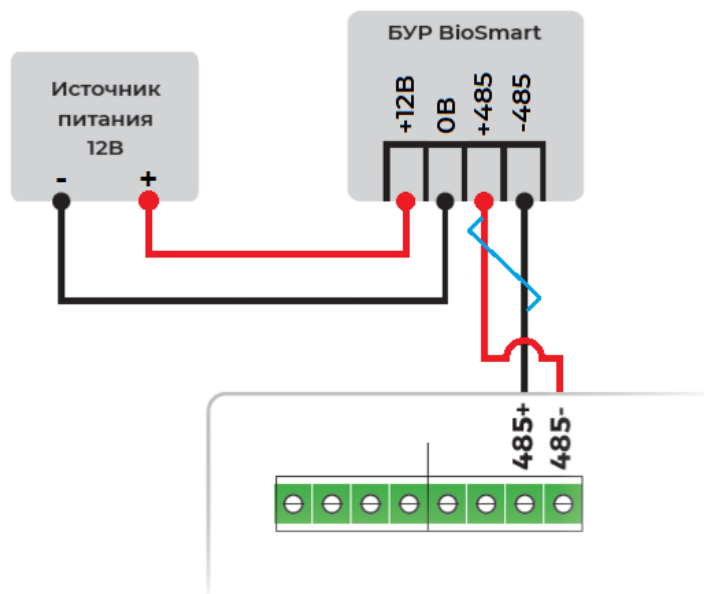 БУР BioSmart
Источник
питания
12В
- +
+12В
0В
+485
-485
485+
485-